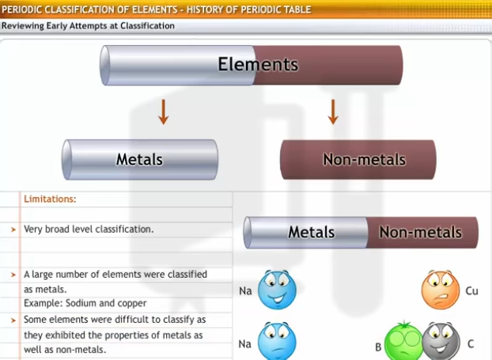 PERIODIC CLASSIFICATION OF ELEMENTS - HISTORY OF PERIODIC TABLE
Reviewing Early Attempts at Classification
Elements
Metals
Non-metals
Limitations:
Very broad level classification.
A large number of elements were classified
as metals.
Example: Sodium and copper
Some elements were difficult to classify as
they exhibited the properties of metals as
well as non-metals.
Metals
Non-metals
Na
Cu
Na
B
C